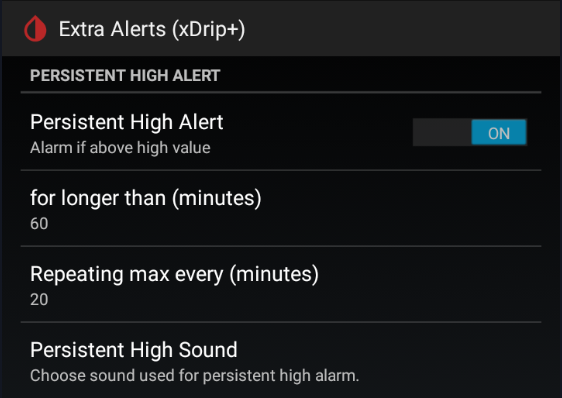 Extra Alerts (xDrip+)
PERSISTENT HIGH ALERT
Persistent High Alert
Alarm if above high value
ON
for longer than (minutes)
60
Repeating max every (minutes)
20
Persistent High Sound
Choose sound used for persistent high alarm.